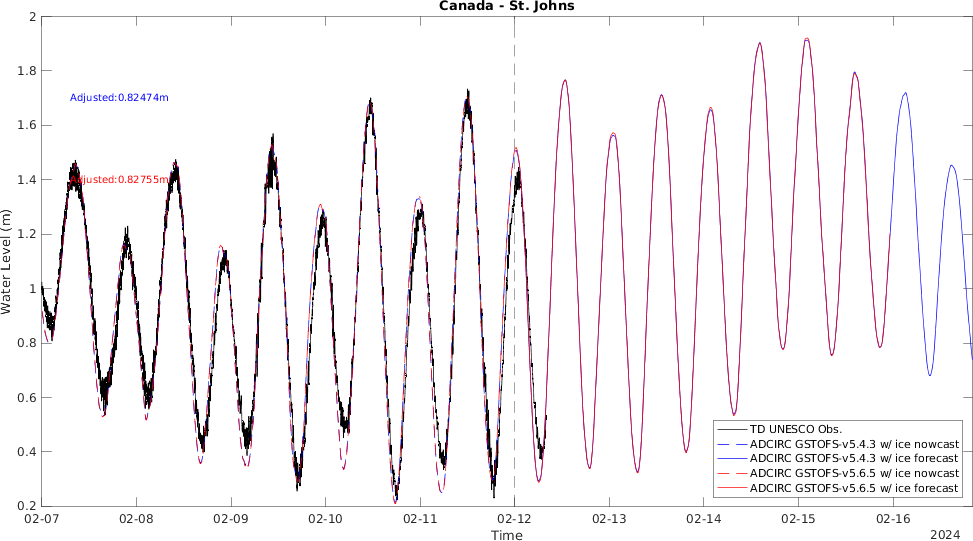 Canada - St. Johns
2
1.8
1.6
1.4
1.2
1
0.8
0.6
0.4
0.2
Water Level (m)
Adjusted:0.82474m
Adjusted:0.82755m
TD UNESCO Obs.
ADCIRC GSTOFS-v5.4.3 w/ ice nowcast
ADCIRC GSTOFS-v5.4.3 w/ ice forecast
ADCIRC GSTOFS-v5.6.5 w/ ice nowcast
ADCIRC GSTOFS-v5.6.5 w/ ice forecast
02-07 02-08 02-09 02-10 02-11 02-12 02-13 02-14 02-15 02-16
Time
2024